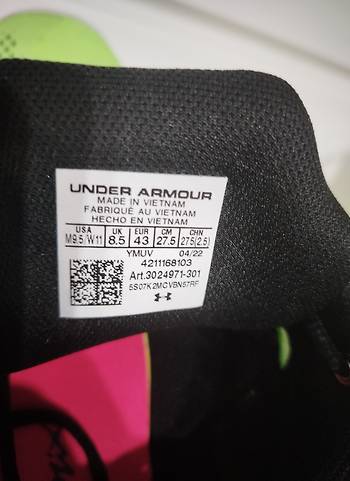 UNDER ARMOUR
MADE IN VIETNAM
FABRIQUÉ AU VIETNAM
HECHO EN VIETNAM
USA UK EUR CM CHN
M9.5/W11 8.5 43 27.5 275(2.5)
YMUV 04/22
4211168103
Art.3024971-301
5S07K2MCVBN57RF